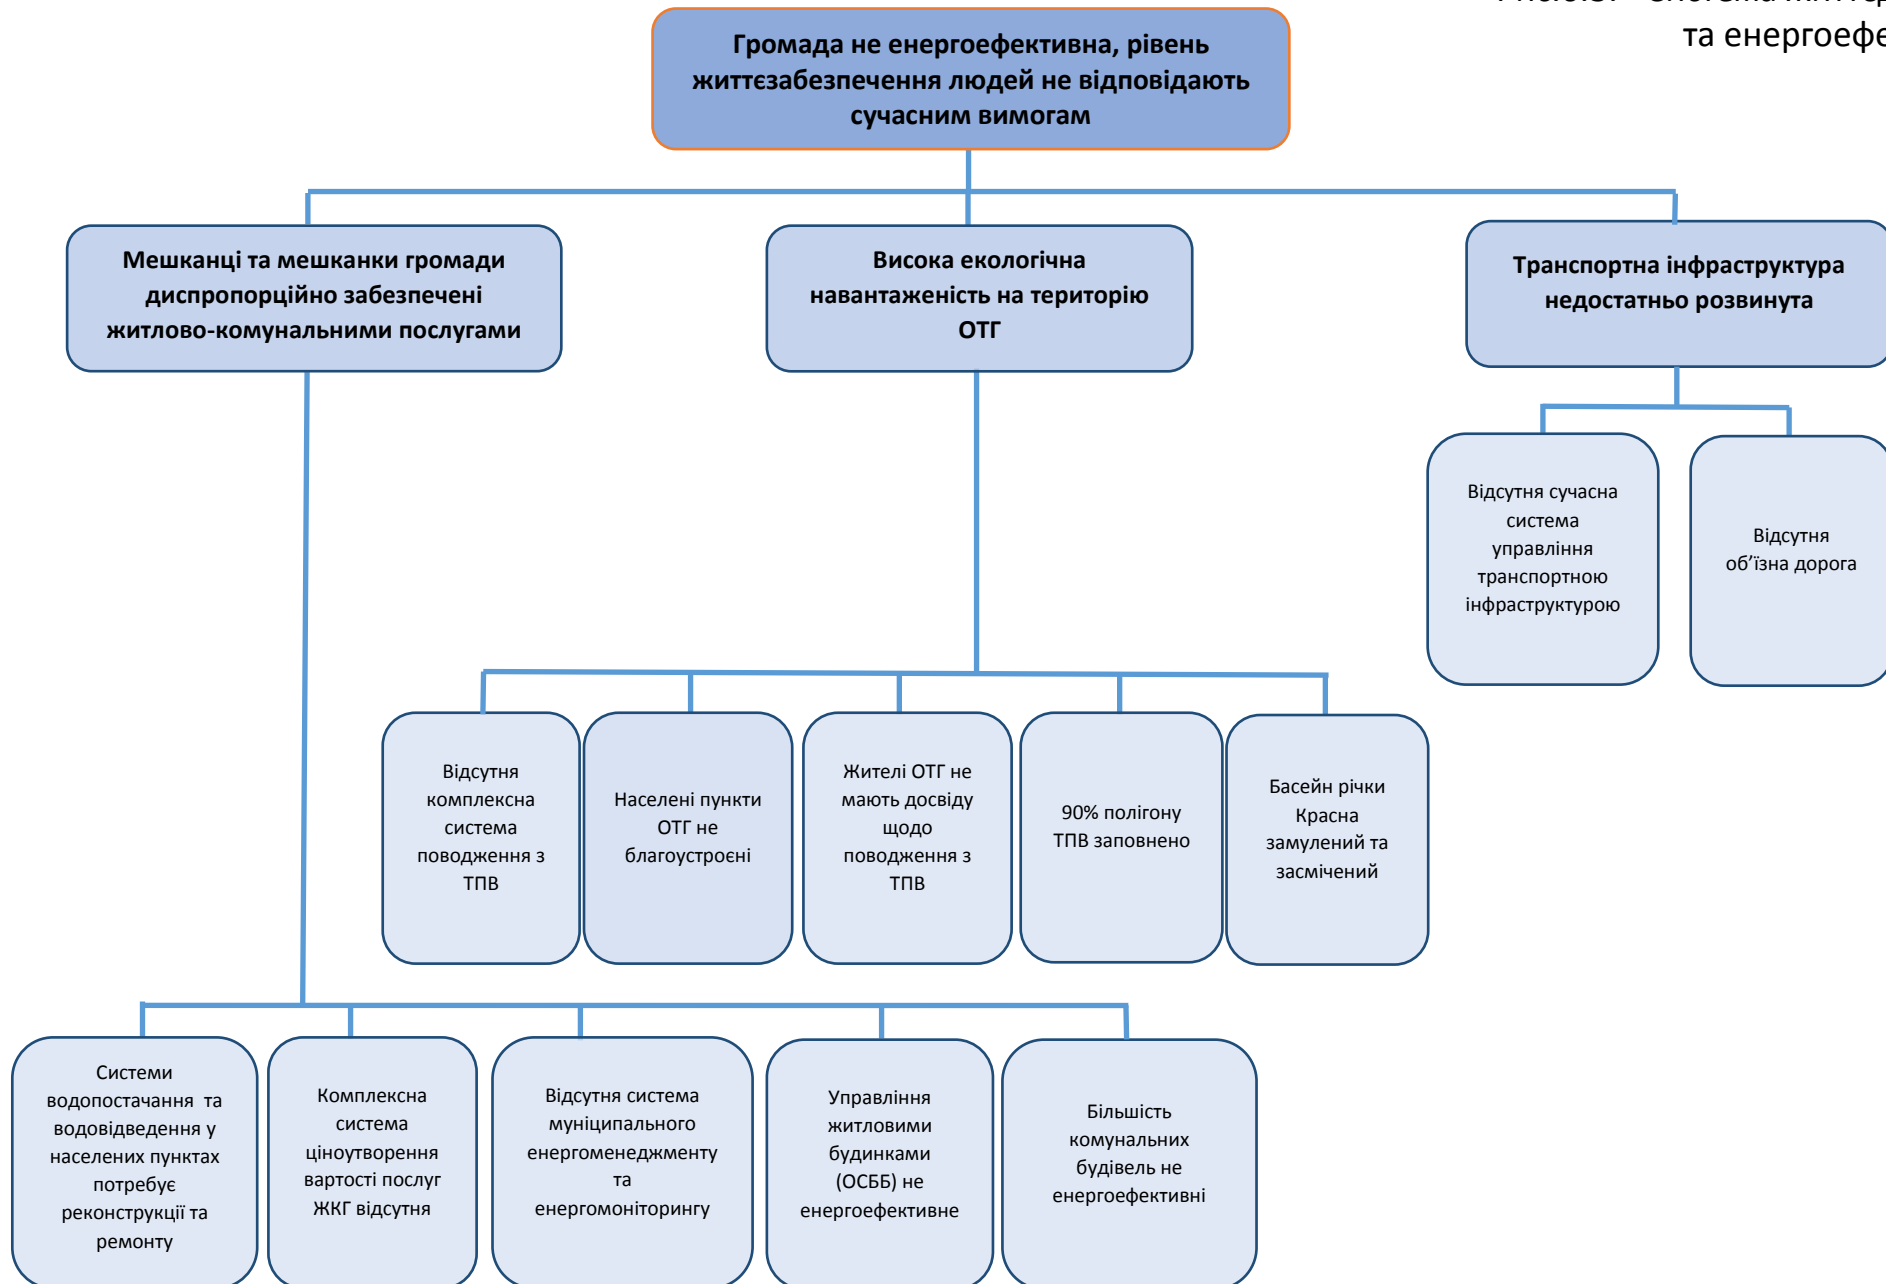 та енергоефе
Громада не енергоефективна, рівень
життєзабезпечення людей не відповідають
сучасним вимогам
Мешканці та мешканки громади
диспропорційно забезпечені
житлово-комунальними послугами
Висока екологічна
навантаженість на територію
ОТГ
Транспортна інфраструктура
недостатньо розвинута
Відсутня сучасна
система
управління
транспортною
інфраструктурою
Відсутня
об’їзна дорога
Відсутня
комплексна
система
поводження з
ТПВ
Населені пункти
ОТГ не
благоустроєні
Жителі ОТГ не
мають досвіду
щодо
поводження з
ТПВ
90% полігону
ТПВ заповнено
Басейн річки
Красна
замулений та
засмічений
Системи
водопостачання та
водовідведення у
населених пунктах
потребує
реконструкції та
ремонту
Комплексна
система
ціноутворення
вартості послуг
ЖКГ відсутня
Відсутня система
муніципального
енергоменеджменту
та
енергомоніторингу
Управління
житловими
будинками
(ОСББ) не
енергоефективне
Більшість
комунальних
будівель не
енергоефективні